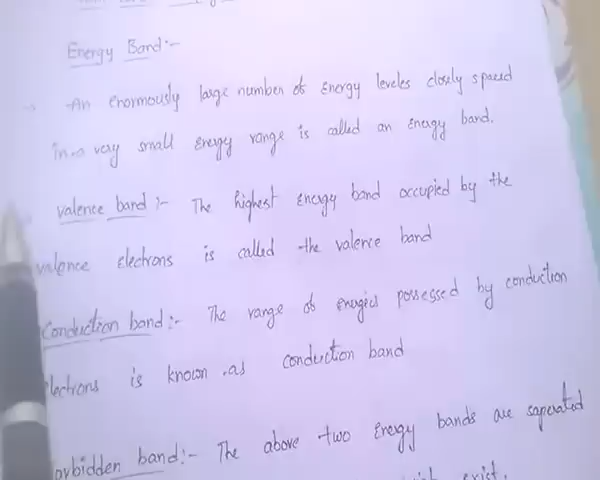 Energy Band :-
An enormously large number of Energy leveles closely spaced
in a very small energy range is called an energy band.
valence band :- The highest energy band occupied by the
valence electrons is called the valence band
Conduction band :- The range of enegies possessed by conduction
electrons is known as conduction band
orbidden band :- The above two Energy bands are saperated
exist.